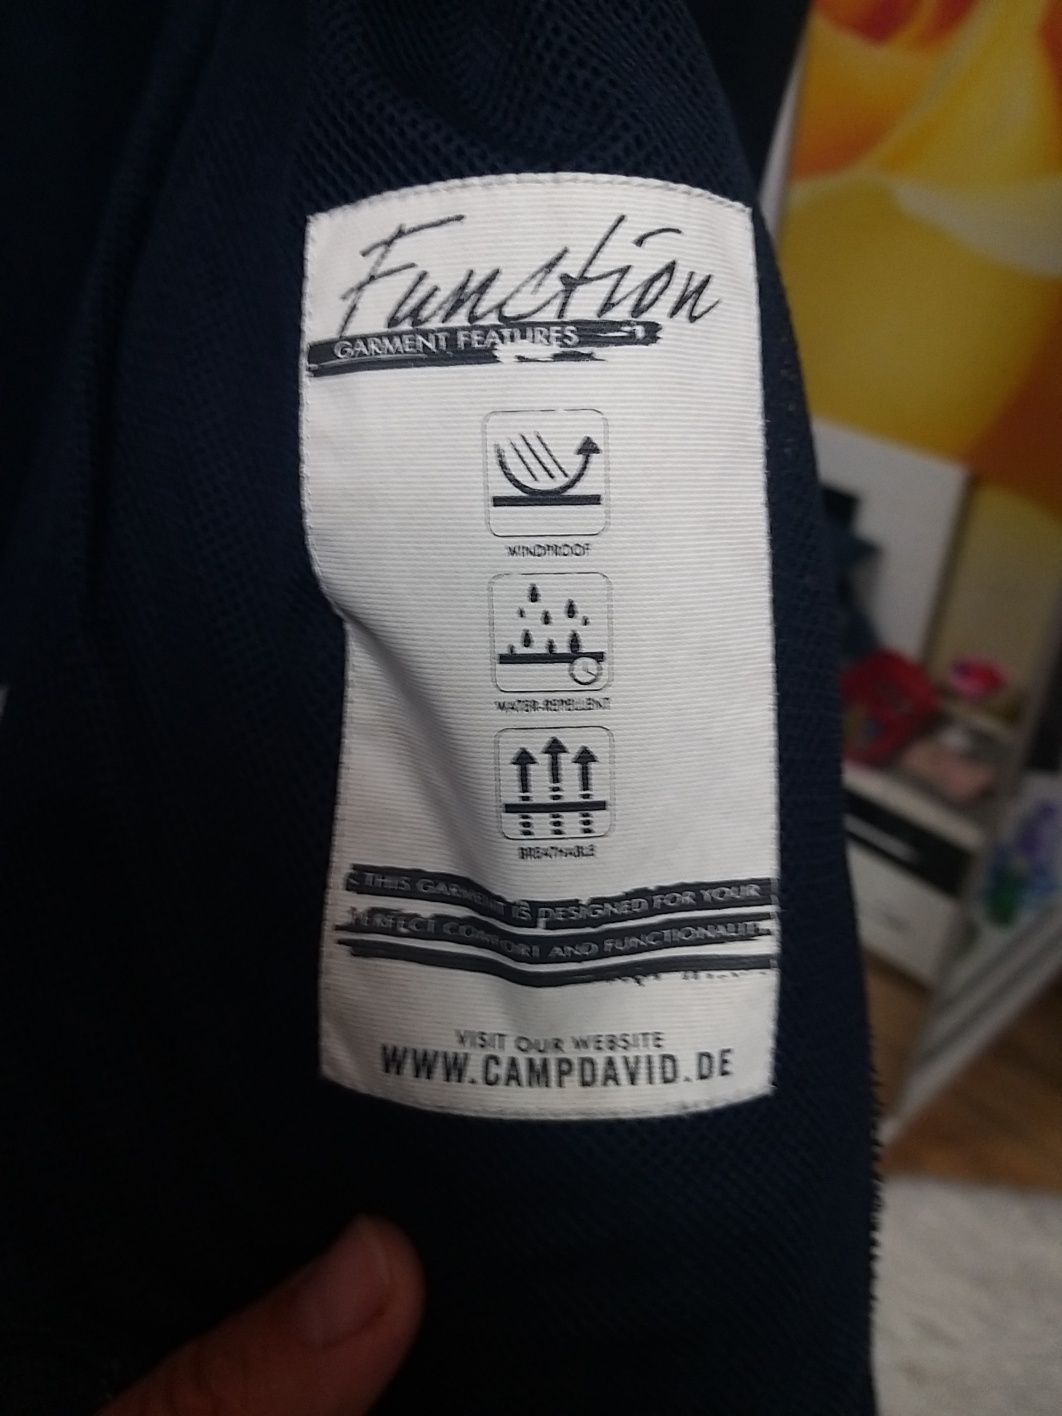 Function
GARMENT FEATURES
WINDPROOF
WATER-REPELLENT
BREATHABLE
THIS GARMENT IS DESIGNED FOR YOUR
PERFECT COMFORT AND FUNCTIONALITY
VISIT OUR WEBSITE
WWW.CAMPDAVID.DE